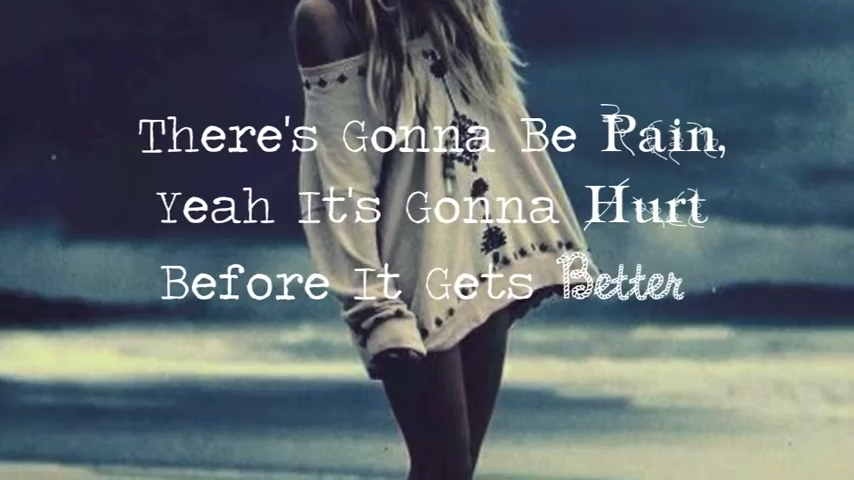 There's Gonna Be Pain,
Yeah It's Gonna Hurt
Before It Gets Better